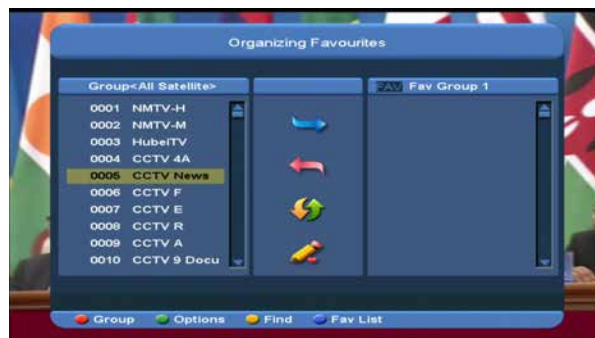 Organizing Favourites
Group<All Satellite>
FAV Fav Group 1
0001 NMTV-H
0002 NMTV-M
0003 HubeiTV
0004 CCTV 4A
0005 CCTV News
0006 CCTV F
0007 CCTV E
0008 CCTV R
0009 CCTV A
0010 CCTV 9 Docu
Group Options Find Fav List